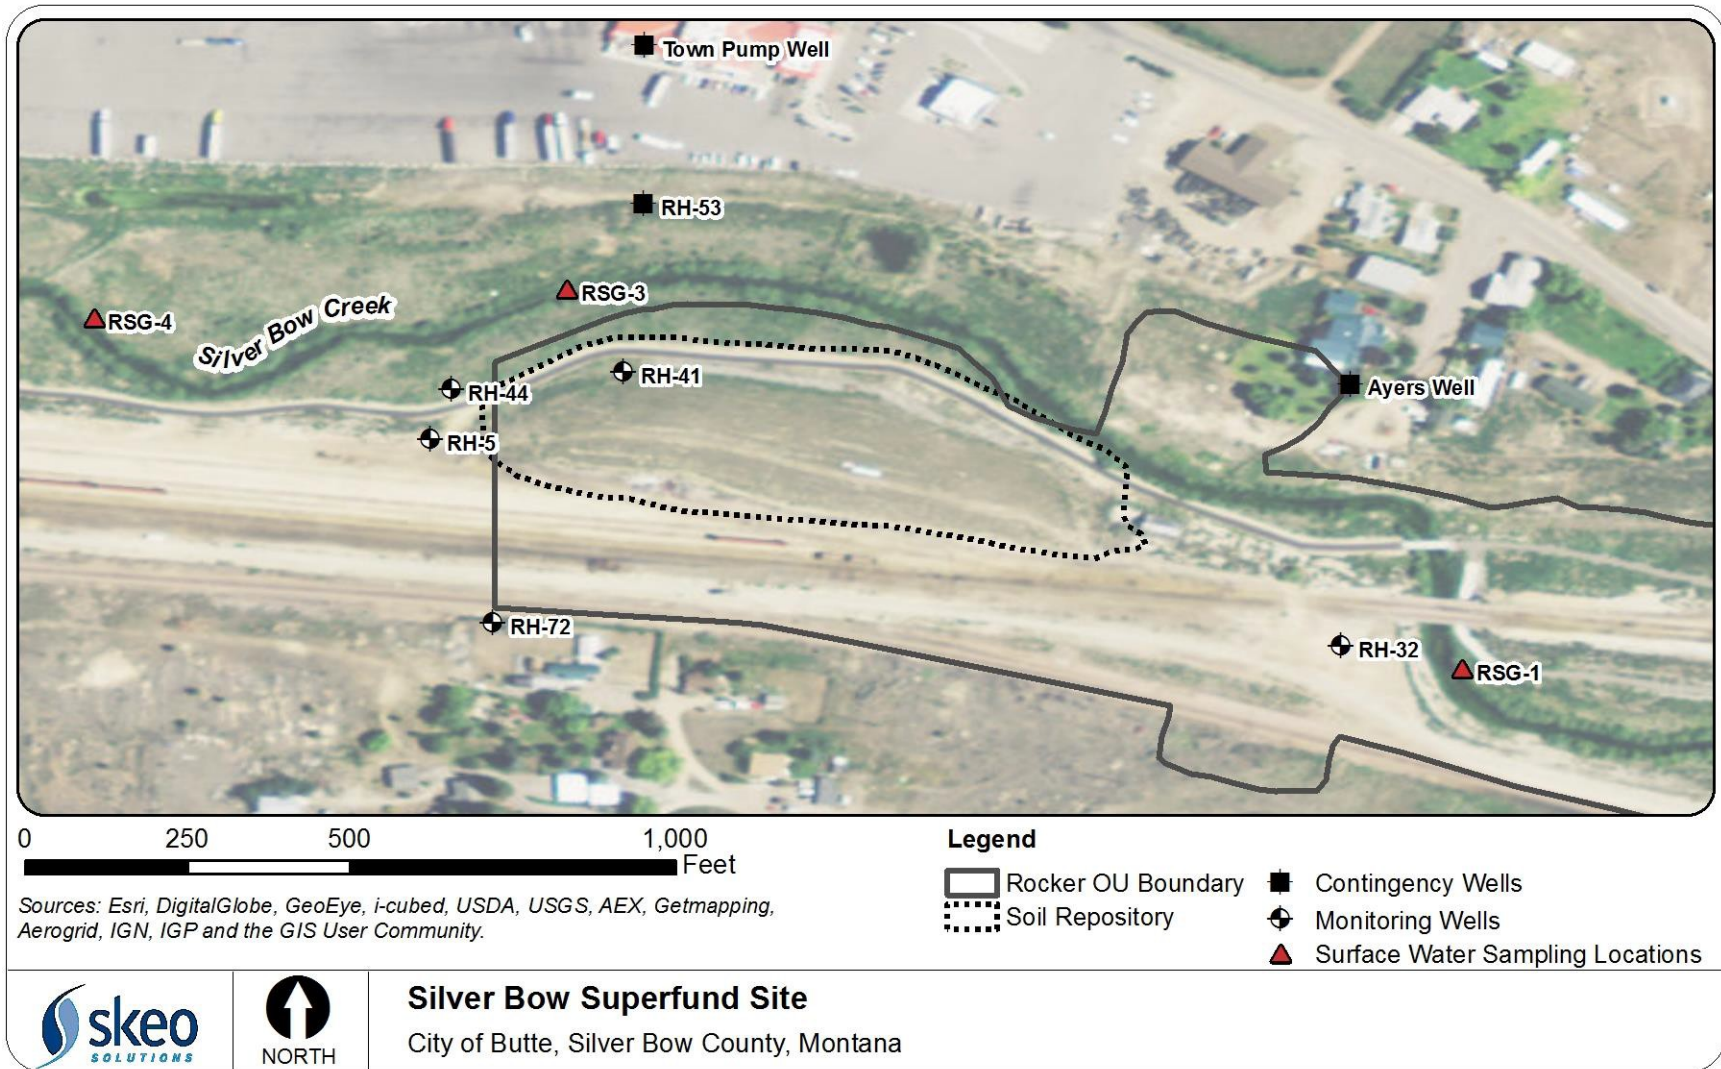 Town Pump Well
RH-53
RSG-3
RSG-4
Silver Bow Creek
RH-41
RH-44
Ayers Well
RH-5
RH-72
RH-32
RSG-1
0 250 500 1,000
Feet
Sources: Esri, DigitalGlobe, GeoEye, i-cubed, USDA, USGS, AEX, Getmapping,
Aerogrid, IGN, IGP and the GIS User Community.
Legend
Rocker OU Boundary
Soil Repository
Contingency Wells
Monitoring Wells
Surface Water Sampling Locations
skeo
SOLUTIONS
NORTH
Silver Bow Superfund Site
City of Butte, Silver Bow County, Montana